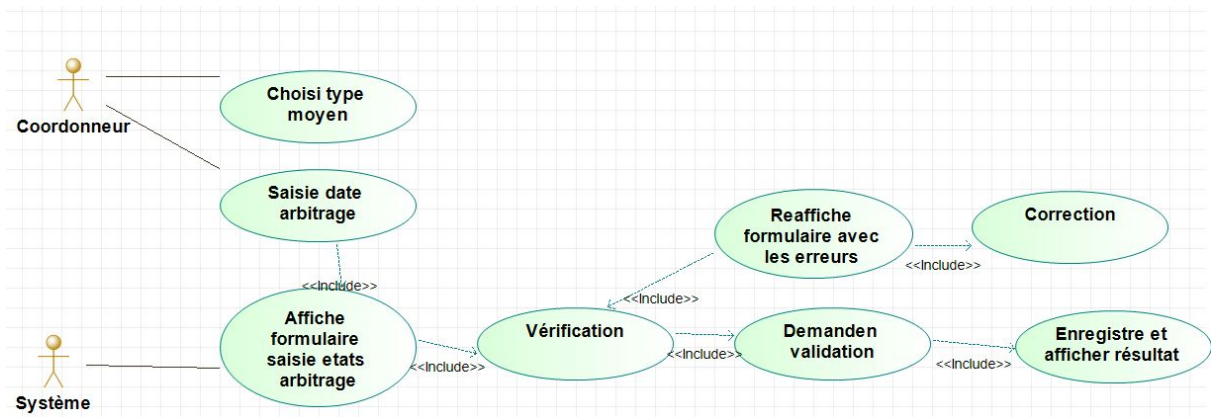 Choisi type
moyen
Coordonneur
Saisie date
arbitrage
Reaffiche
formulaire avec
les erreurs
Correction
<<Include>>
<<Include>>
<<Include>>
Affiche
formulaire
saisie etats
arbitrage
Vérification
Demanden
validation
Enregistre et
afficher résultat
<<Include>>
<<Include>>
<<Include>>
Système